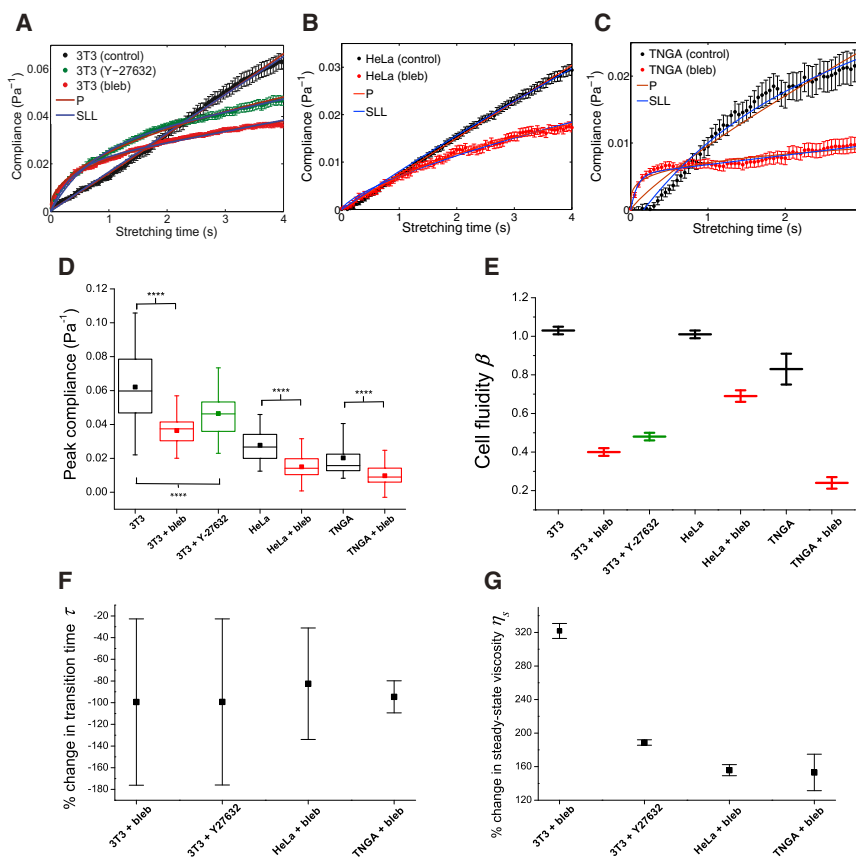 A
3T3 (control)
3T3 (Y-27632)
3T3 (bleb)
P
SLL
Compliance (Pa⁻¹)
0.06
0.04
0.02
0
0 1 2 3 4
Stretching time (s)
B
HeLa (control)
HeLa (bleb)
P
SLL
Compliance (Pa⁻¹)
0.03
0.02
0.01
0
0 1 2 3 4
Stretching time (s)
C
TNGA (control)
TNGA (bleb)
P
SLL
Compliance (Pa⁻¹)
0.02
0.01
0
0 1 2
Stretching time (s)
D
Peak compliance (Pa⁻¹)
0.12
0.10
0.08
0.06
0.04
0.02
0.00
****
****
****
****
3T3
3T3 + bleb
3T3 + Y-27632
HeLa
HeLa + bleb
TNGA
TNGA + bleb
E
Cell fluidity β
1.2
1.0
0.8
0.6
0.4
0.2
3T3
3T3 + bleb
3T3 + Y-27632
HeLa
HeLa + bleb
TNGA
TNGA + bleb
F
% change in transition time τ
-20
-40
-60
-80
-100
-120
-140
-160
-180
3T3 + bleb
3T3 + Y27632
HeLa + bleb
TNGA + bleb
G
% change in steady-state viscosity ηs
320
280
240
200
160
120
3T3 + bleb
3T3 + Y27632
HeLa + bleb
TNGA + bleb